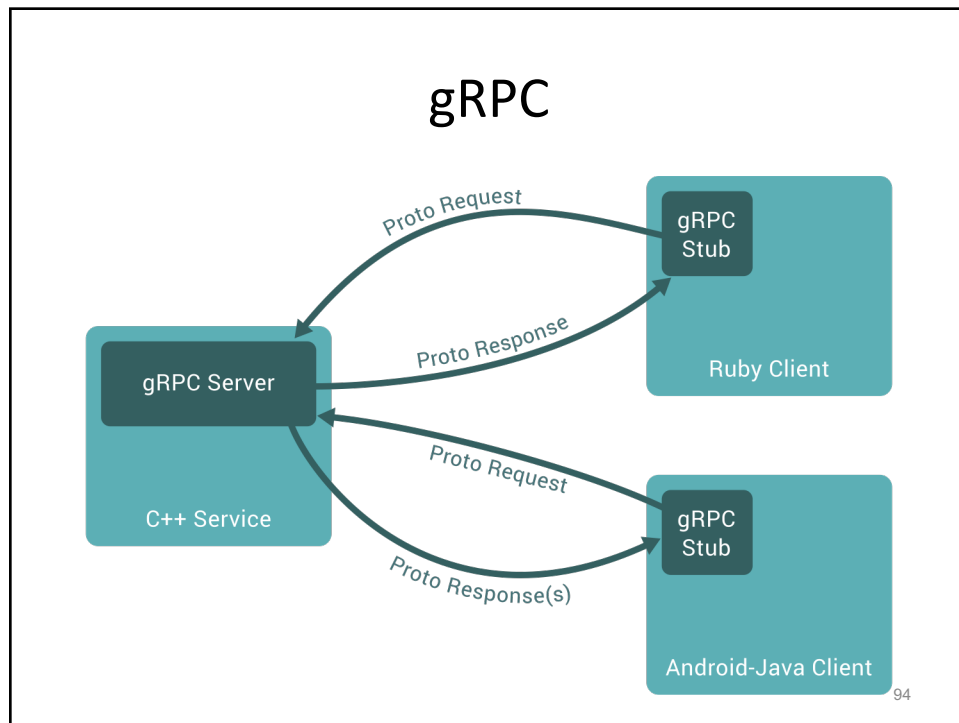 gRPC
Proto Request
gRPC
Stub
Ruby Client
Proto Response
gRPC Server
C++ Service
Proto Request
gRPC
Stub
Android-Java Client
Proto Response(s)
94